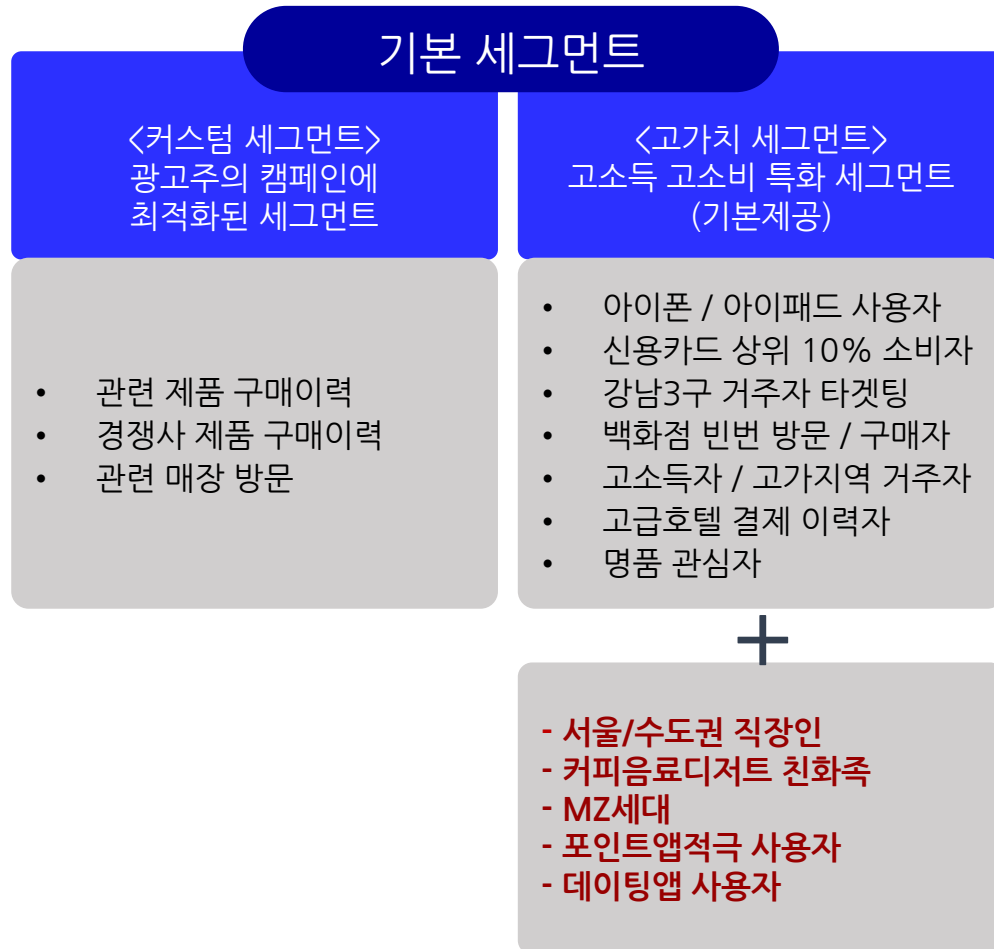 기본 세그먼트
<커스텀 세그먼트>
광고주의 캠페인에
최적화된 세그먼트
• 관련 제품 구매이력
• 경쟁사 제품 구매이력
• 관련 매장 방문
<고가치 세그먼트>
고소득 고소비 특화 세그먼트
(기본제공)
• 아이폰 / 아이패드 사용자
• 신용카드 상위 10% 소비자
• 강남3구 거주자 타겟팅
• 백화점 빈번 방문 / 구매자
• 고소득자 / 고가지역 거주자
• 고급호텔 결제 이력자
• 명품 관심자
+
- 서울/수도권 직장인
- 커피음료디저트 친화족
- MZ세대
- 포인트앱적극 사용자
- 데이팅앱 사용자